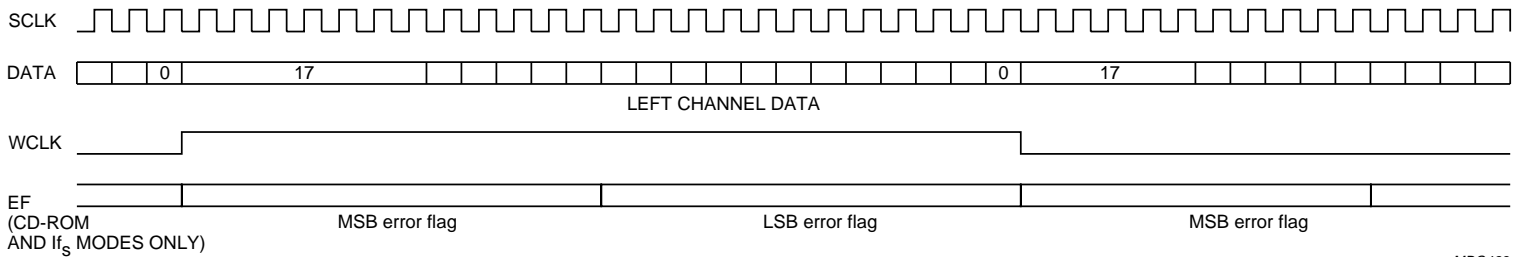 SCLK
DATA 0 17 0 17
LEFT CHANNEL DATA
WCLK
EF
(CD-ROM
AND Ifs MODES ONLY)
MSB error flag LSB error flag MSB error flag